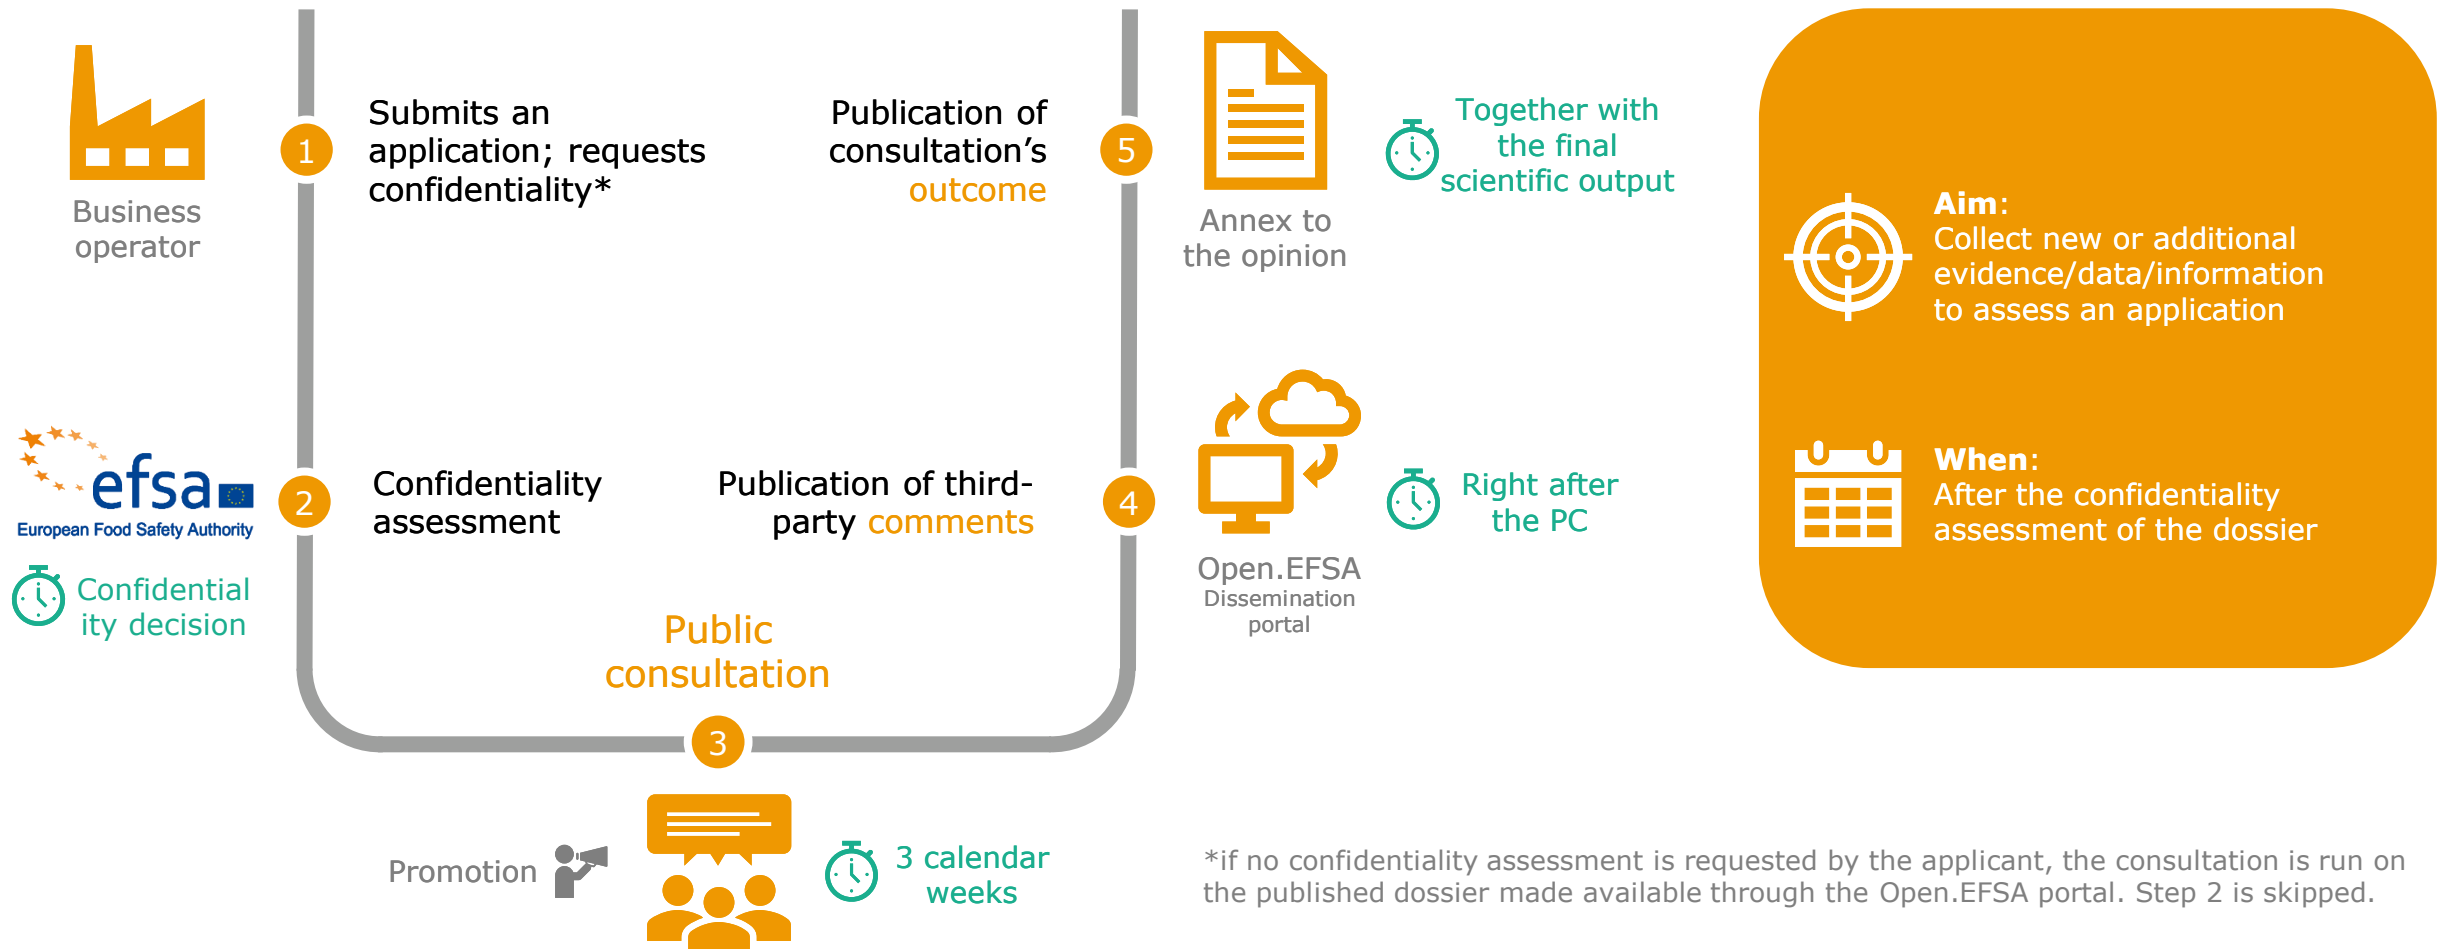 Business
operator
1
Submits an
application; requests
confidentiality*
efsa
European Food Safety Authority
Confidential
ity decision
2
Confidentiality
assessment
Public
consultation
3
Promotion
3 calendar
weeks
Publication of third-
party comments
4
Open.EFSA
Dissemination
portal
Right after
the PC
Publication of
consultation’s
outcome
5
Annex to
the opinion
Together with
the final
scientific output
Aim:
Collect new or additional
evidence/data/information
to assess an application
When:
After the confidentiality
assessment of the dossier
*if no confidentiality assessment is requested by the applicant, the consultation is run on
the published dossier made available through the Open.EFSA portal. Step 2 is skipped.